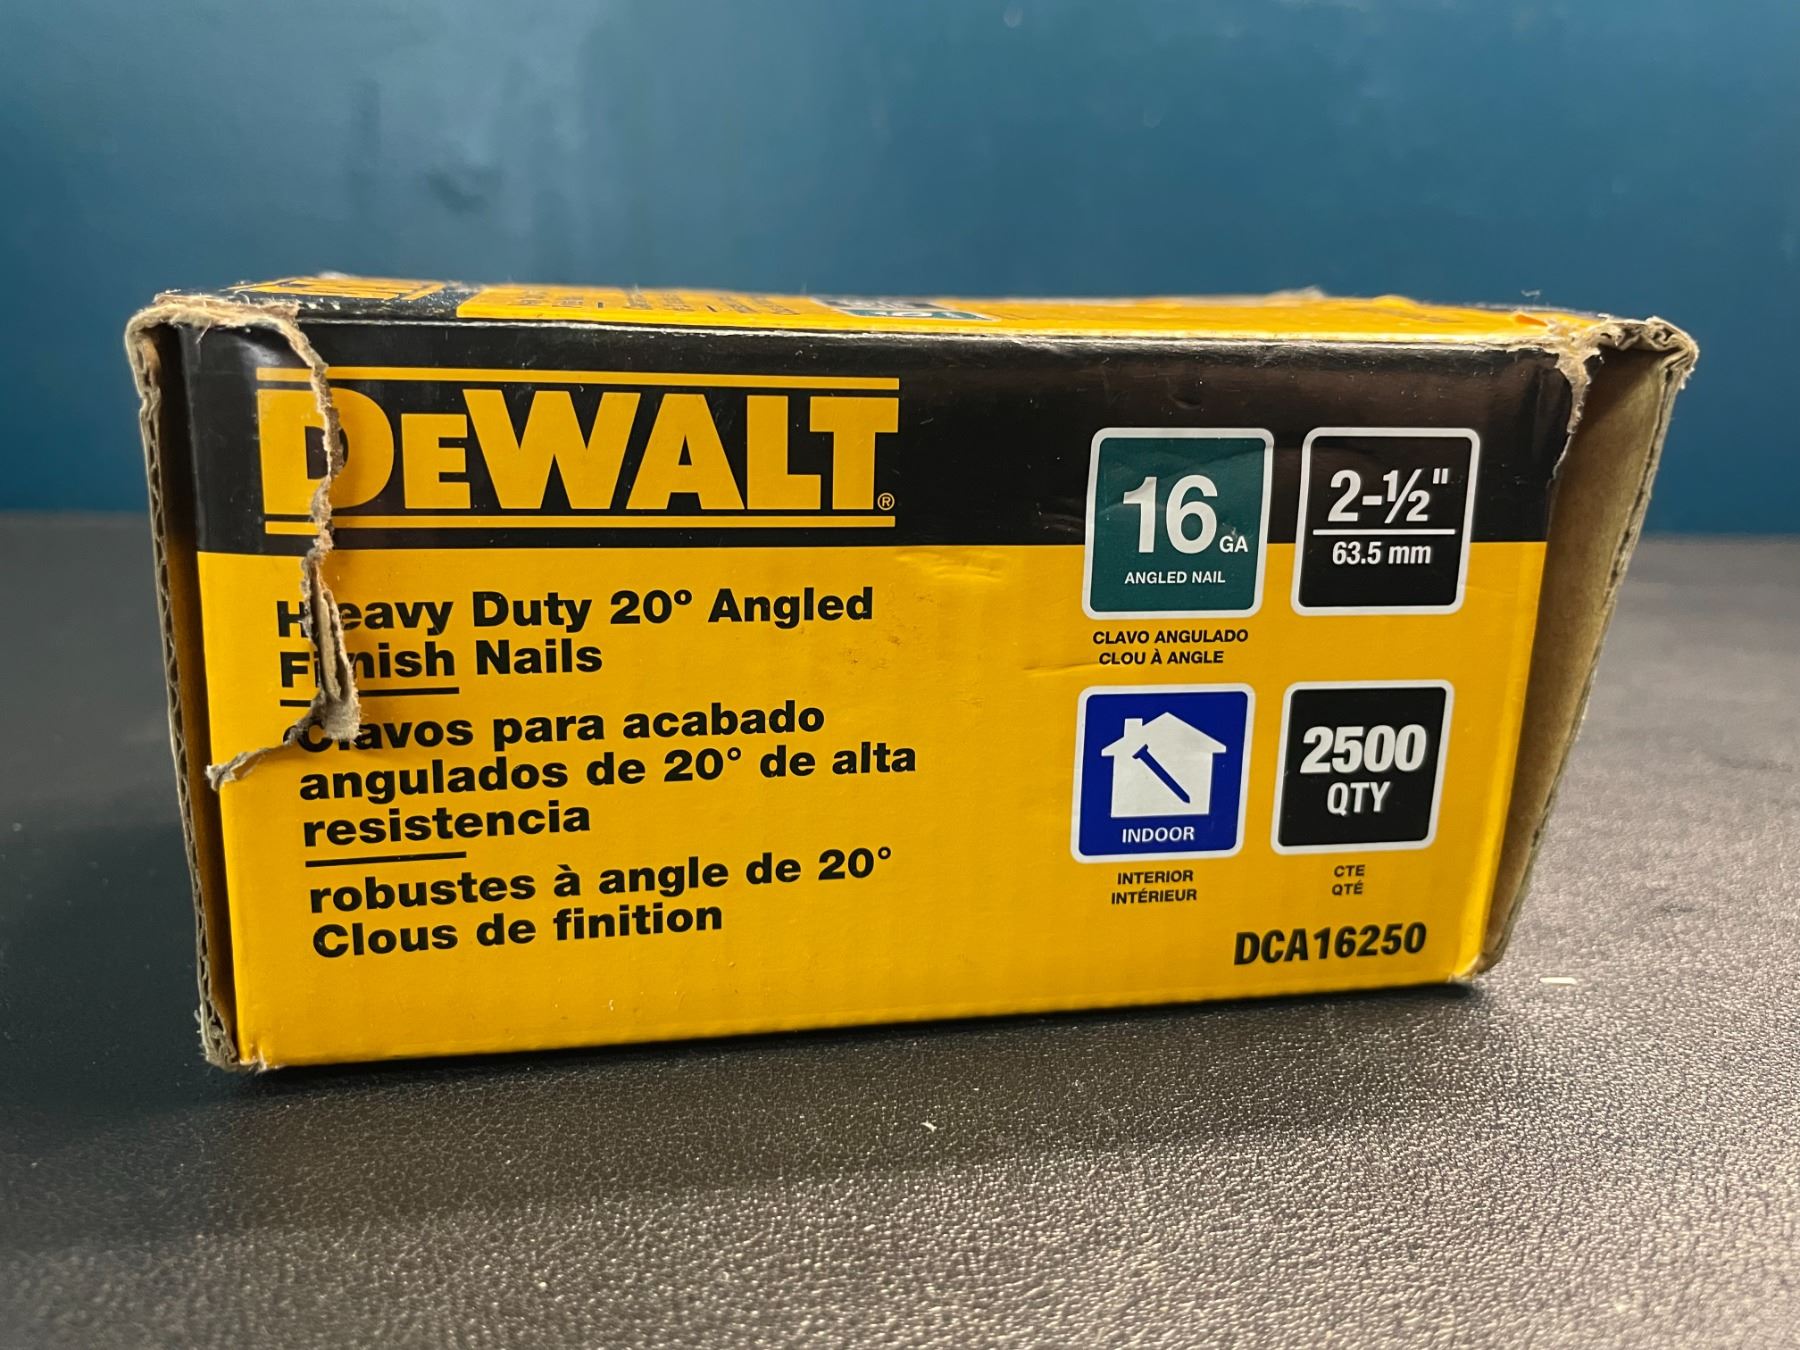 DEWALT®
Heavy Duty 20° Angled
Finish Nails
Clavos para acabado
angulados de 20° de alta
resistencia
robustes à angle de 20°
Clous de finition
16 GA
ANGLED NAIL
CLAVO ANGULADO
CLOU À ANGLE
2-½"
63.5 mm
INDOOR
INTERIOR
INTÉRIEUR
2500
QTY
CTE
QTÉ
DCA16250